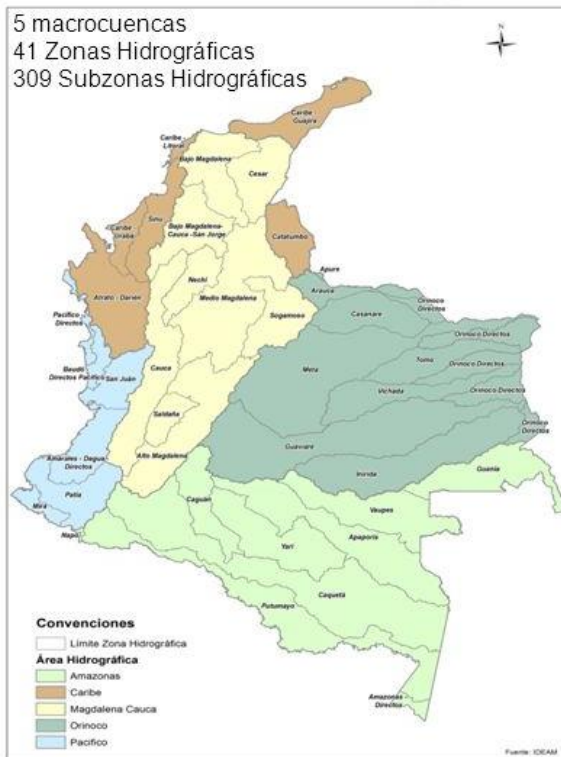 5 macrocuencas
41 Zonas Hidrográficas
309 Subzonas Hidrográficas
N
Caribe -
Guajira
Caribe -
Litoral
Bajo Magdalena
Cesar
Sinú
Caribe
Urabá
Bajo Magdalena-
Cauca -San Jorge
Catatumbo
Apure
Nechí
Arauca
Atrato - Darién
Medio Magdalena
Casanare
Orinoco
Directos
Pacifico
Directos
Sogamoso
Orinoco Directos
Meta
Tomo
Orinoco Directos
Baudó
Directos Pacifico
San Juán
Cauca
Vichada
Orinoco Directos
Saldaña
Orinoco
Directos
Amarales - Dagua-
Directos
Alto Magdalena
Guaviare
Guanía
Patía
Caguán
Inírida
Mira
Vaupes
Napo
Apaporis
Yarí
Caquetá
Putumayo
Amazonas
Directos
Convenciones
Límite Zona Hidrográfica
Área Hidrográfica
Amazonas
Caribe
Magdalena Cauca
Orinoco
Pacifico
Fuente: IDEAM